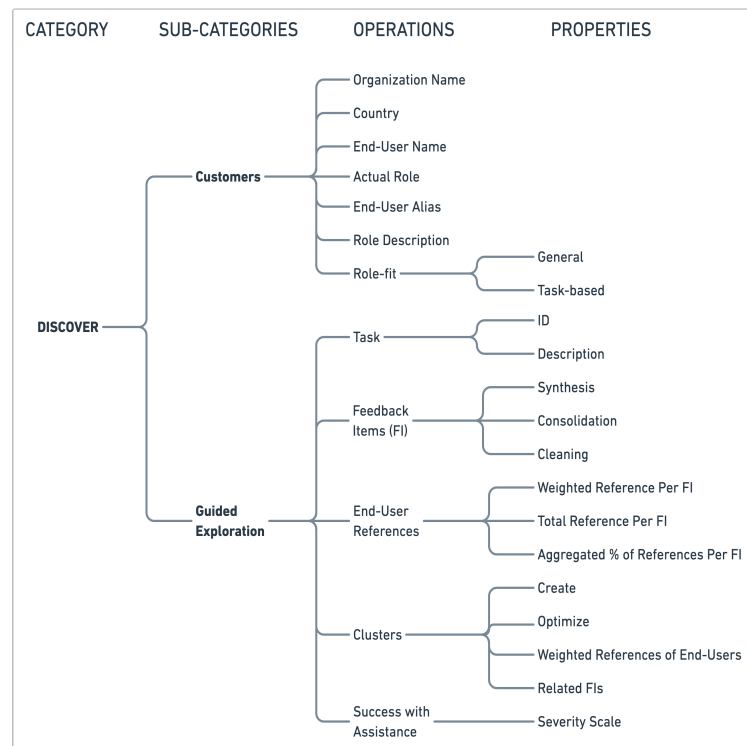 CATEGORY
SUB-CATEGORIES
OPERATIONS
PROPERTIES
DISCOVER
Customers
Organization Name
Country
End-User Name
Actual Role
End-User Alias
Role Description
Role-fit
General
Task-based
Guided
Exploration
Task
ID
Description
Feedback
Items (FI)
Synthesis
Consolidation
Cleaning
End-User
References
Weighted Reference Per FI
Total Reference Per FI
Aggregated % of References Per FI
Clusters
Create
Optimize
Weighted References of End-Users
Related FIs
Success with
Assistance
Severity Scale